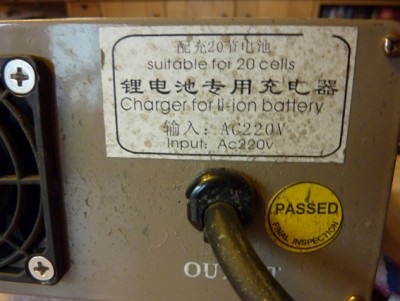 配充20节电池
suitable for 20 cells
锂电池专用充电器
Charger for li-ion battery
输入: AC220V
Input: Ac220v
PASSED
FINAL INSPECTION